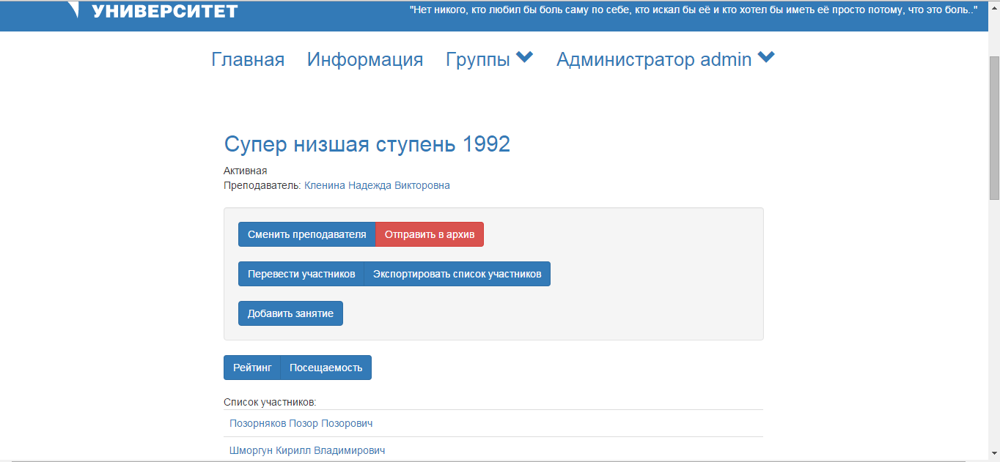 УНИВЕРСИТЕТ
"Нет никого, кто любил бы боль саму по себе, кто искал бы её и кто хотел бы иметь её просто потому, что это боль.."
Главная Информация Группы Администратор admin
Супер низшая ступень 1992
Активная
Преподаватель: Кленина Надежда Викторовна
Сменить преподавателя Отправить в архив
Перевести участников Экспортировать список участников
Добавить занятие
Рейтинг Посещаемость
Список участников:
Позорняков Позор Позорович
Шморгун Кирилл Владимирович